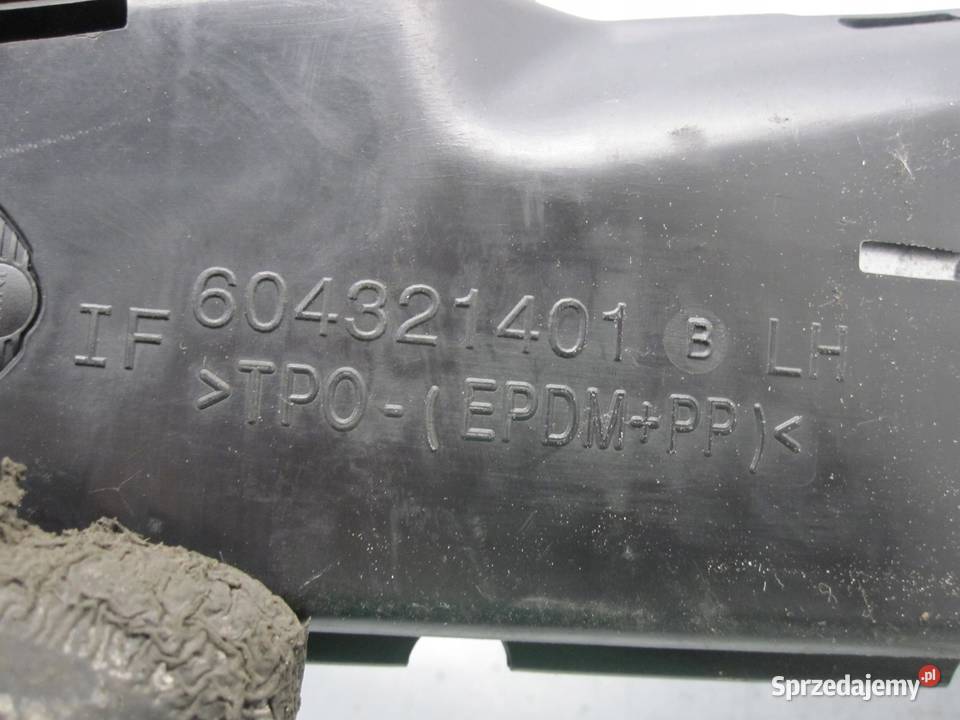 IF 604321401 B LH
>TPO-(EPDM+PP)<
Sprzedajemy.pl